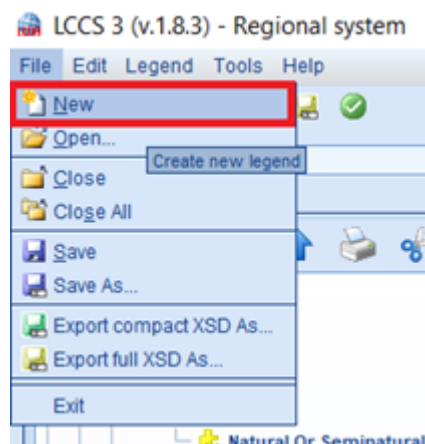 LCCS 3 (v.1.8.3) - Regional system
File Edit Legend Tools Help
New
Open...
Create new legend
Close
Close All
Save
Save As...
Export compact XSD As...
Export full XSD As...
Exit
Natural Or Seminatural